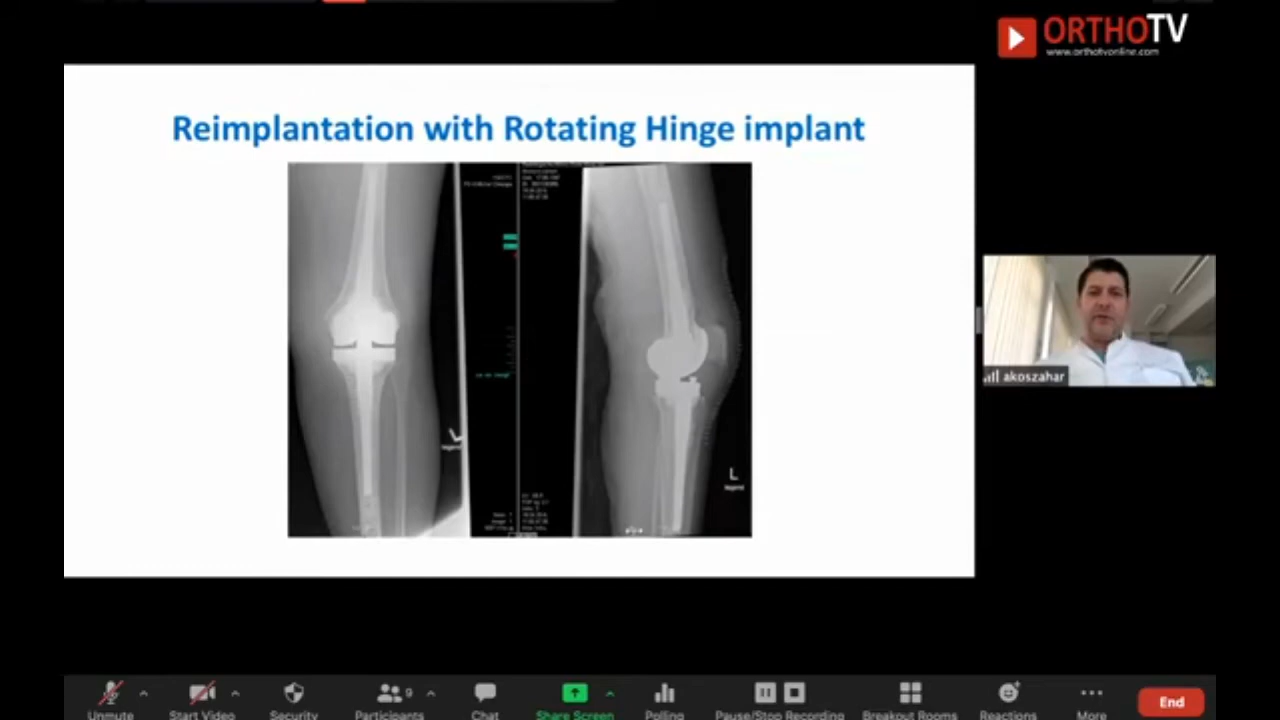 ORTHOTV
www.orthotvonline.com
Reimplantation with Rotating Hinge implant
L
akoszahar
9
Unmute
Start Video
Security
Participants
Chat
Share Screen
Polling
Pause/Stop Recording
Breakout Rooms
Reactions
More
End